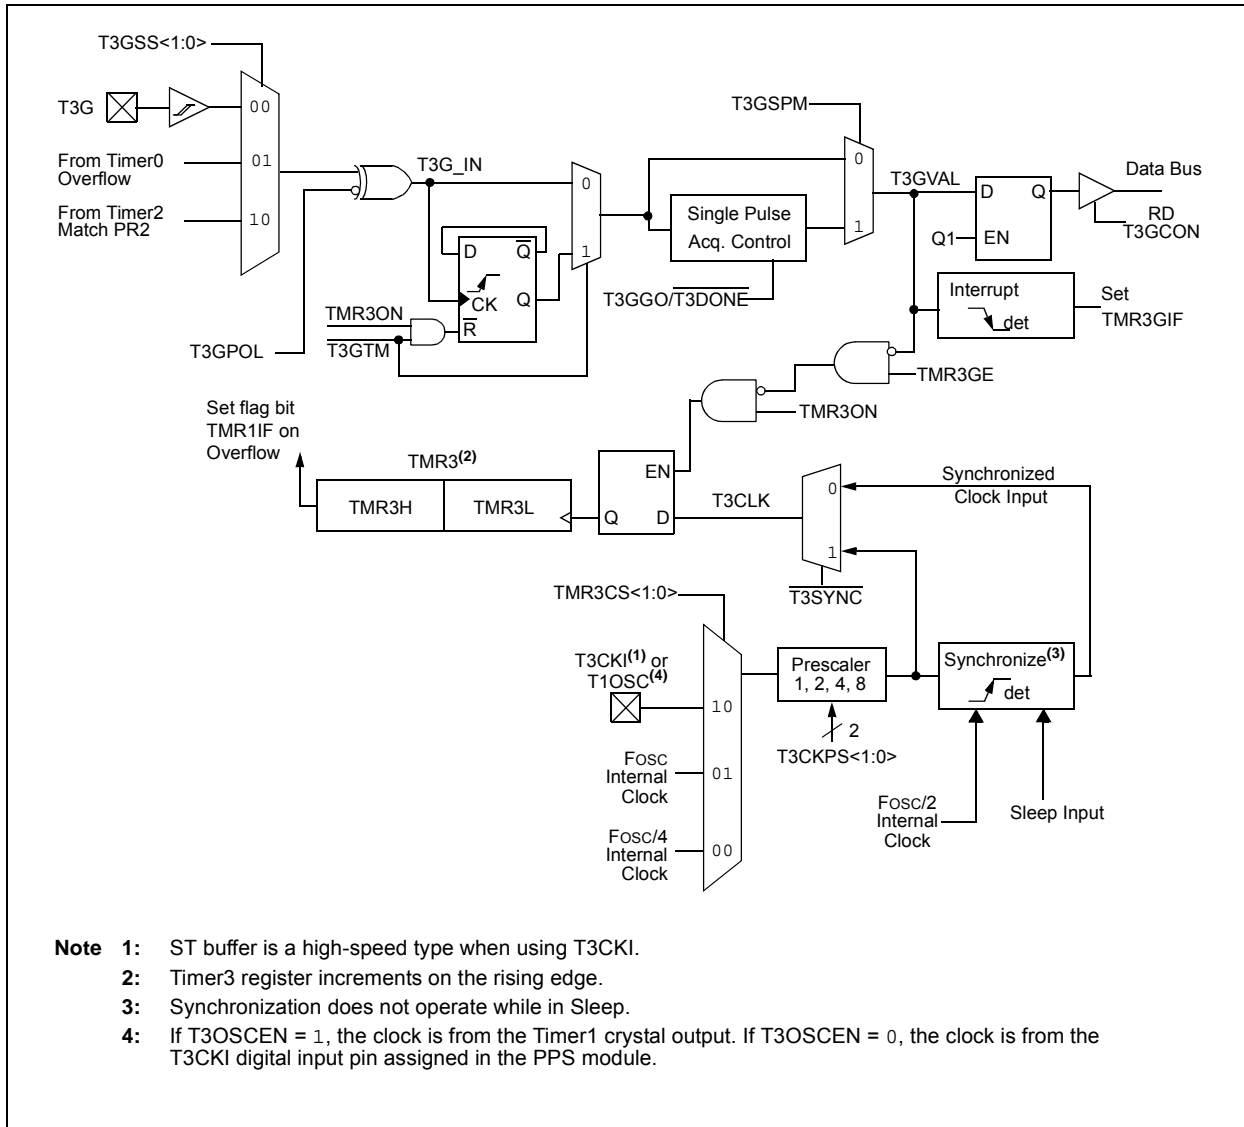 T3GSS<1:0>
T3G
00
From Timer0
Overflow
01
From Timer2
Match PR2
10
T3GPOL
T3G_IN
0
1
D
Q
CK
Q
R
TMR3ON
T3GTM
T3GSPM
Single Pulse
Acq. Control
T3GGO/T3DONE
0
1
T3GVAL
D
Q
Q1
EN
Data Bus
RD
T3GCON
Interrupt
det
Set
TMR3GIF
TMR3GE
TMR3ON
Set flag bit
TMR1IF on
Overflow
TMR3(2)
TMR3H
TMR3L
EN
Q
D
T3CLK
0
1
T3SYNC
Synchronized
Clock Input
TMR3CS<1:0>
T3CKI(1) or
T1OSC(4)
10
FOSC
Internal
Clock
01
FOSC/4
Internal
Clock
00
Prescaler
1, 2, 4, 8
2
T3CKPS<1:0>
Synchronize(3)
det
FOSC/2
Internal
Clock
Sleep Input
Note 1: ST buffer is a high-speed type when using T3CKI.
2: Timer3 register increments on the rising edge.
3: Synchronization does not operate while in Sleep.
4: If T3OSCEN = 1, the clock is from the Timer1 crystal output. If T3OSCEN = 0, the clock is from the
T3CKI digital input pin assigned in the PPS module.